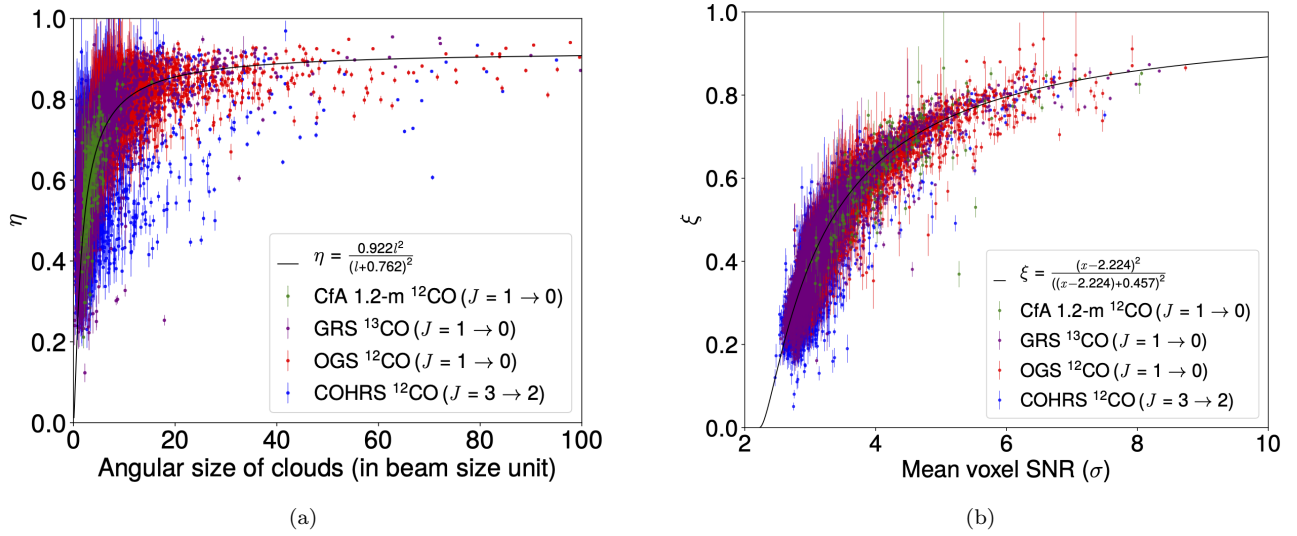 1.0
0.8
0.6
0.4
0.2
0.0
η
0 20 40 60 80 100
Angular size of clouds (in beam size unit)
η = 0.922l² / (l+0.762)²
CfA 1.2-m ¹²CO (J = 1 → 0)
GRS ¹³CO (J = 1 → 0)
OGS ¹²CO (J = 1 → 0)
COHRS ¹²CO (J = 3 → 2)
(a)
1.0
0.8
0.6
0.4
0.2
0.0
ξ
2 4 6 8 10
Mean voxel SNR (σ)
ξ = (x−2.224)² / ((x−2.224)+0.457)²
CfA 1.2-m ¹²CO (J = 1 → 0)
GRS ¹³CO (J = 1 → 0)
OGS ¹²CO (J = 1 → 0)
COHRS ¹²CO (J = 3 → 2)
(b)